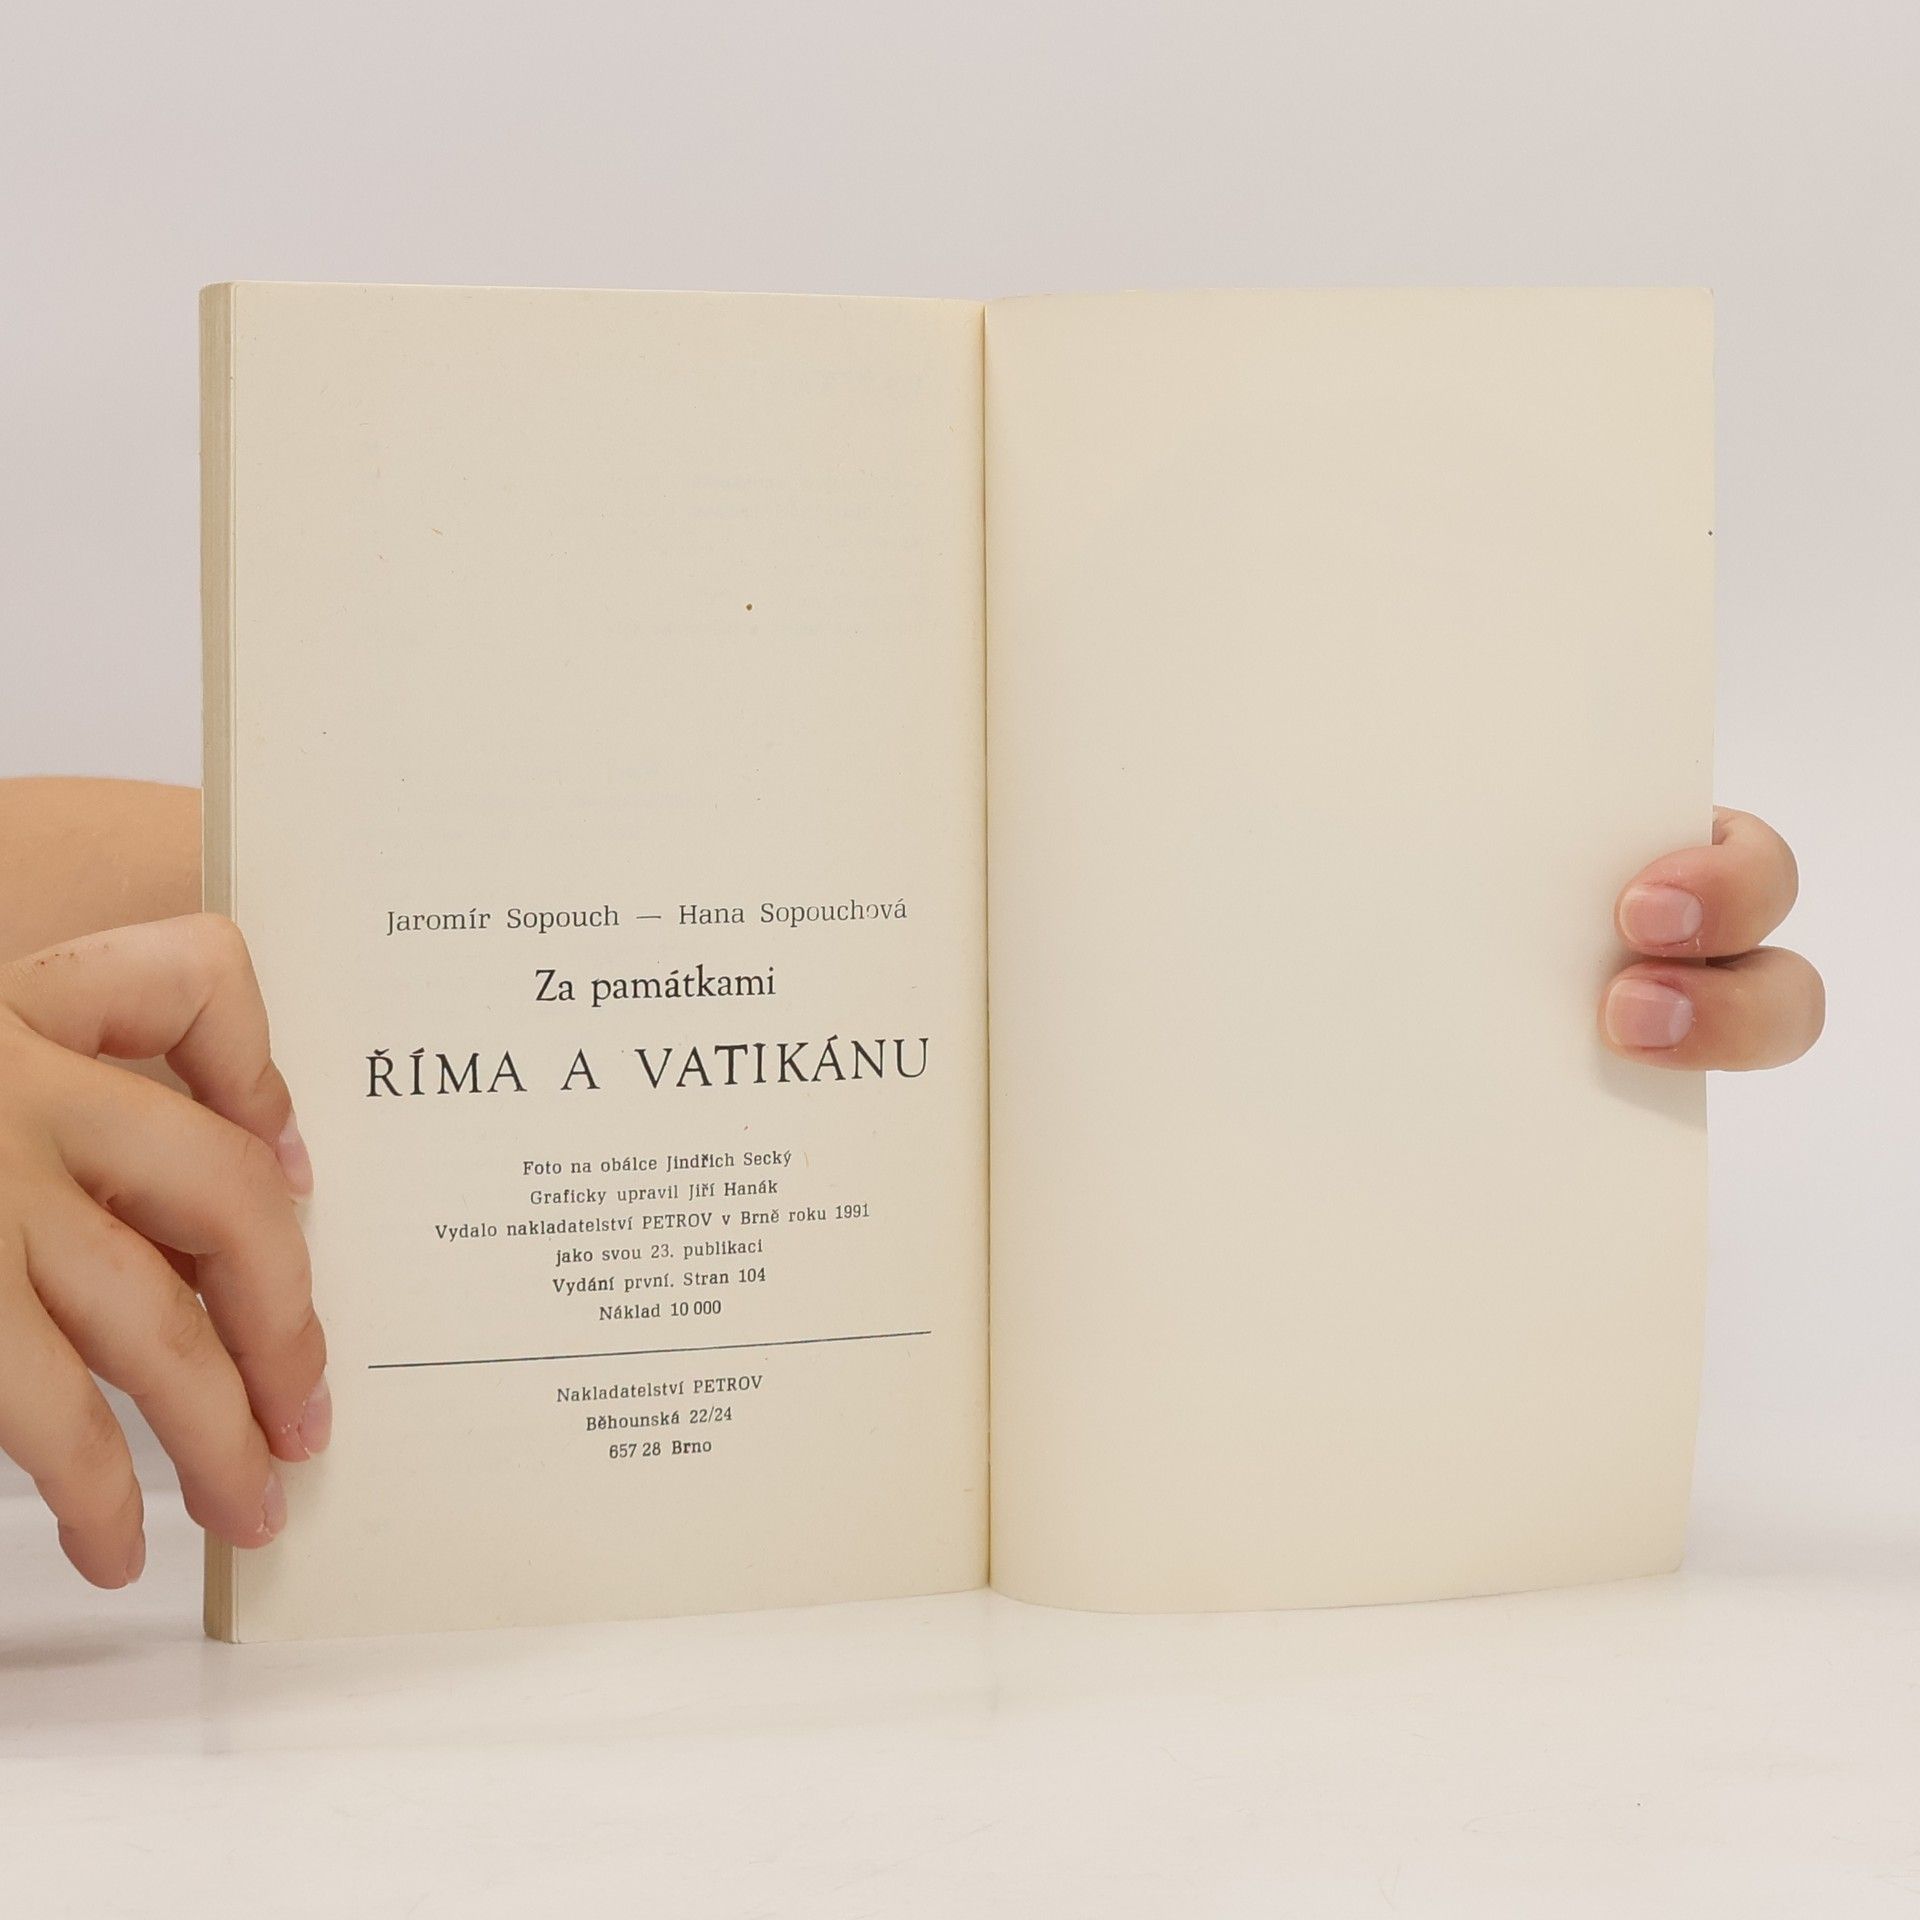 Jaromír Sopouch — Hana Sopouchová
Za památkami
ŘÍMA A VATIKÁNU
Foto na obálce Jindřich Secký
Graficky upravil Jiří Hanák
Vydalo nakladatelství PETROV v Brně roku 1991
jako svou 23. publikaci
Vydání první. Stran 104
Náklad 10 000
Nakladatelství PETROV
Běhounská 22/24
657 28 Brno